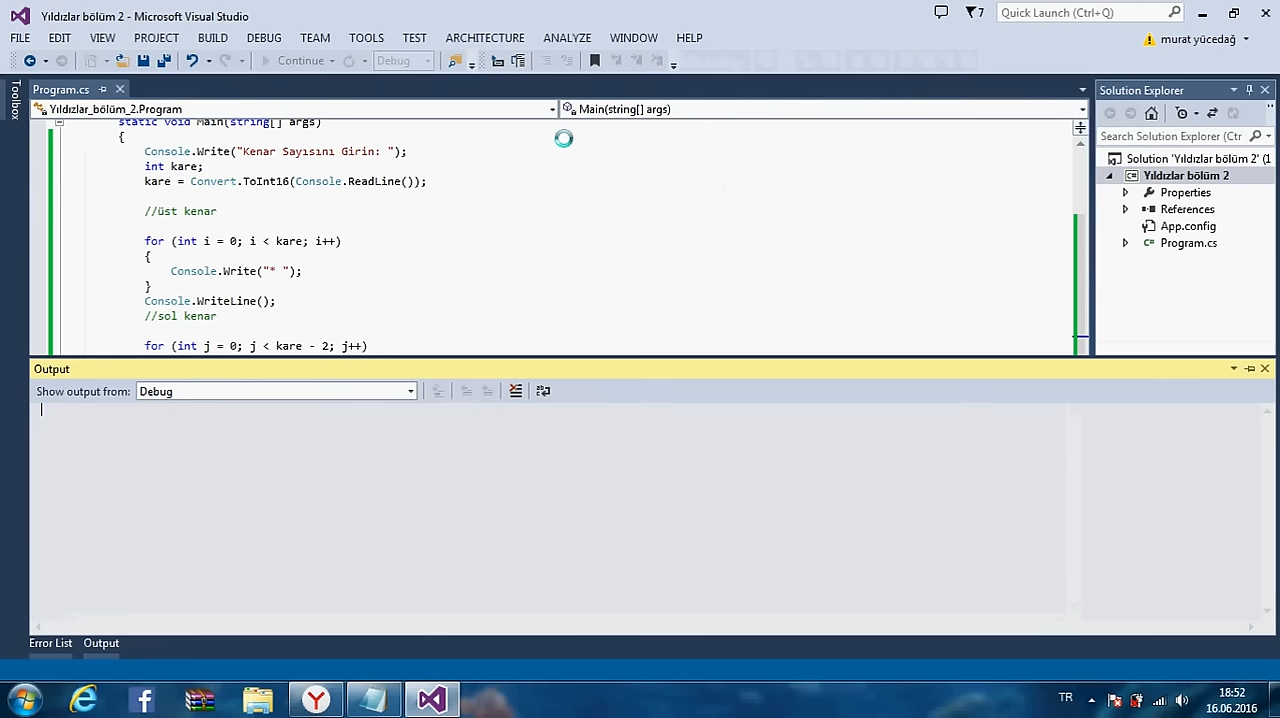 Yıldızlar bölüm 2 - Microsoft Visual Studio
7
Quick Launch (Ctrl+Q)
FILE EDIT VIEW PROJECT BUILD DEBUG TEAM TOOLS TEST ARCHITECTURE ANALYZE WINDOW HELP
murat yücedağ
Continue
Debug
Toolbox
Program.cs
Yıldızlar_bölüm_2.Program
Main(string[] args)
static void Main(string[] args)
{
Console.Write("Kenar Sayısını Girin: ");
int kare;
kare = Convert.ToInt16(Console.ReadLine());
//üst kenar
for (int i = 0; i < kare; i++)
{
Console.Write("* ");
}
Console.WriteLine();
//sol kenar
for (int j = 0; j < kare - 2; j++)
Solution Explorer
Search Solution Explorer (Ctrl
Solution 'Yıldızlar bölüm 2' (1
Yıldızlar bölüm 2
Properties
References
App.config
Program.cs
Output
Show output from: Debug
Error List Output
TR
18:52
16.06.2016